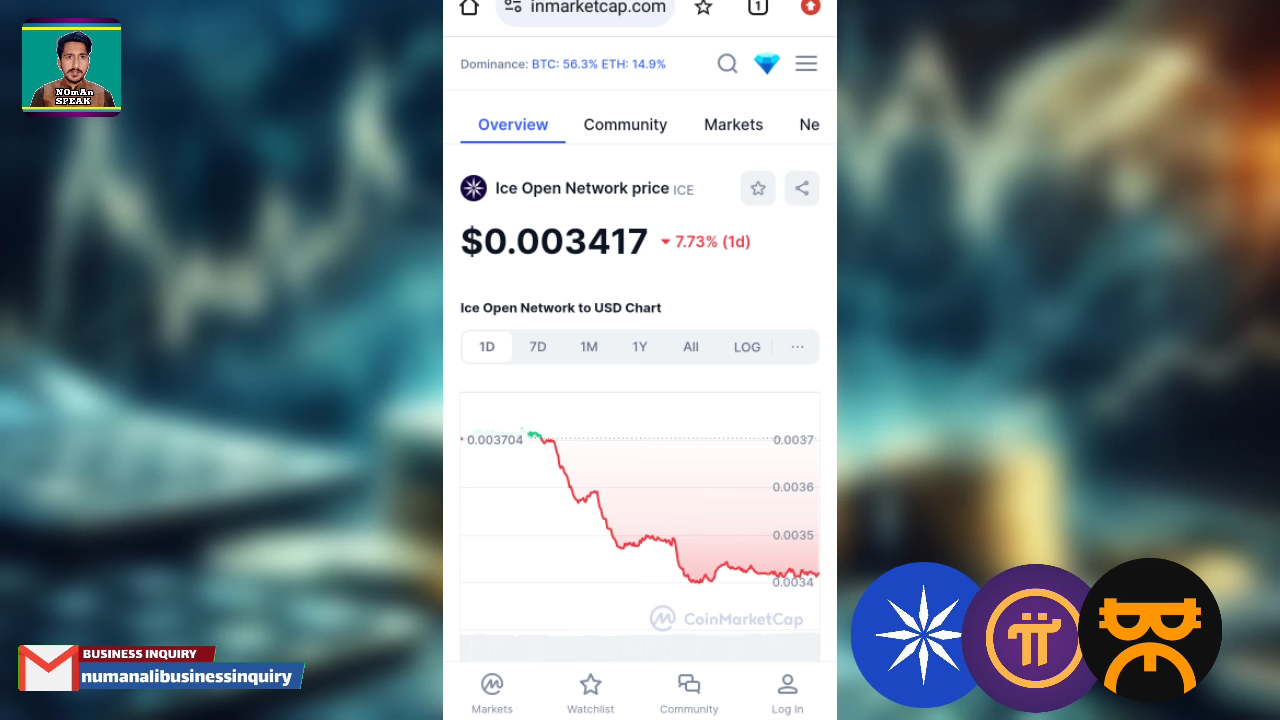 inmarketcap.com
1
Dominance: BTC: 56.3% ETH: 14.9%
NOmAn
SPEAK
Overview Community Markets Ne
Ice Open Network price ICE
$0.003417 7.73% (1d)
Ice Open Network to USD Chart
1D 7D 1M 1Y All LOG ...
0.003704 0.0037
0.0036
0.0035
0.0034
CoinMarketCap
BUSINESS INQUIRY
numanalibusinessinquiry
Markets Watchlist Community Log In